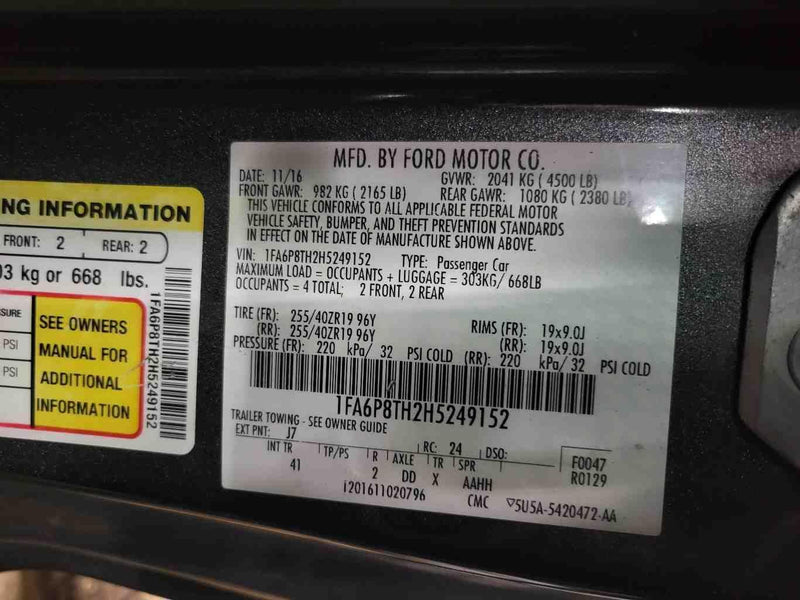 NG INFORMATION
FRONT: 2 REAR: 2
03 kg or 668 lbs.
SSURE
PSI
PSI
SEE OWNERS
MANUAL FOR
ADDITIONAL
INFORMATION
1FA6P8TH2H5249152
MFD. BY FORD MOTOR CO.
DATE: 11/16 GVWR: 2041 KG ( 4500 LB)
FRONT GAWR: 982 KG ( 2165 LB) REAR GAWR: 1080 KG ( 2380 LB)
THIS VEHICLE CONFORMS TO ALL APPLICABLE FEDERAL MOTOR
VEHICLE SAFETY, BUMPER, AND THEFT PREVENTION STANDARDS
IN EFFECT ON THE DATE OF MANUFACTURE SHOWN ABOVE.
VIN: 1FA6P8TH2H5249152 TYPE: Passenger Car
MAXIMUM LOAD = OCCUPANTS + LUGGAGE = 303KG/ 668LB
OCCUPANTS = 4 TOTAL; 2 FRONT, 2 REAR
TIRE (FR): 255/40ZR19 96Y RIMS (FR): 19x9.0J
(RR): 255/40ZR19 96Y (RR): 19x9.0J
PRESSURE (FR): 220 kPa/ 32 PSI COLD (RR): 220 kPa/ 32 PSI COLD
1FA6P8TH2H5249152
TRAILER TOWING - SEE OWNER GUIDE
EXT PNT: J7 RC: 24 DSO:
INT TR TP/PS R AXLE TR SPR F0047
41 2 DD X AAHH R0129
i201611020796 CMC ▽5U5A-5420472-AA